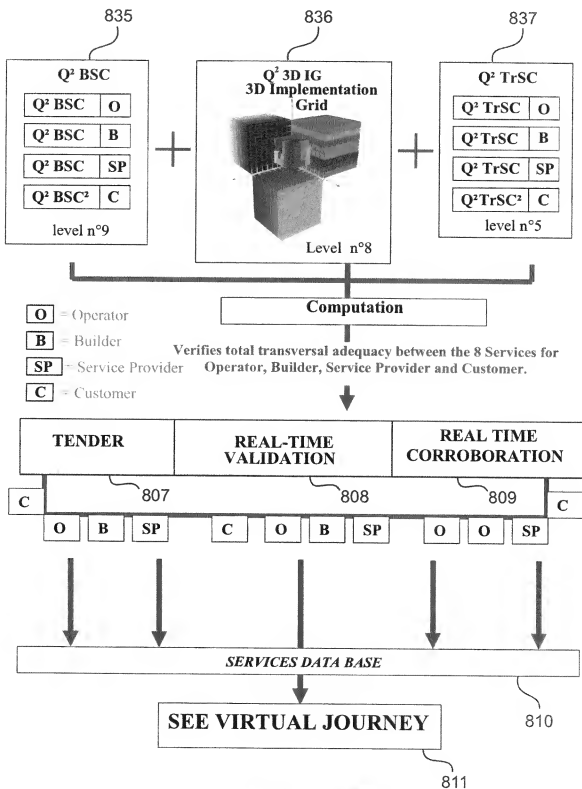 835
836
837
Q² BSC
Q² BSC O
Q² BSC B
Q² BSC SP
Q² BSC² C
level n°9
Q² 3D IG
3D Implementation
Grid
Level n°8
Q² TrSC
Q² TrSC O
Q² TrSC B
Q² TrSC SP
Q²TrSC² C
level n°5
Computation
O = Operator
B = Builder
SP = Service Provider
C = Customer
Verifies total transversal adequacy between the 8 Services for
Operator, Builder, Service Provider and Customer.
TENDER
REAL-TIME
VALIDATION
REAL TIME
CORROBORATION
807
808
809
C
C
O B SP C O B SP O O SP
SERVICES DATA BASE
810
SEE VIRTUAL JOURNEY
811